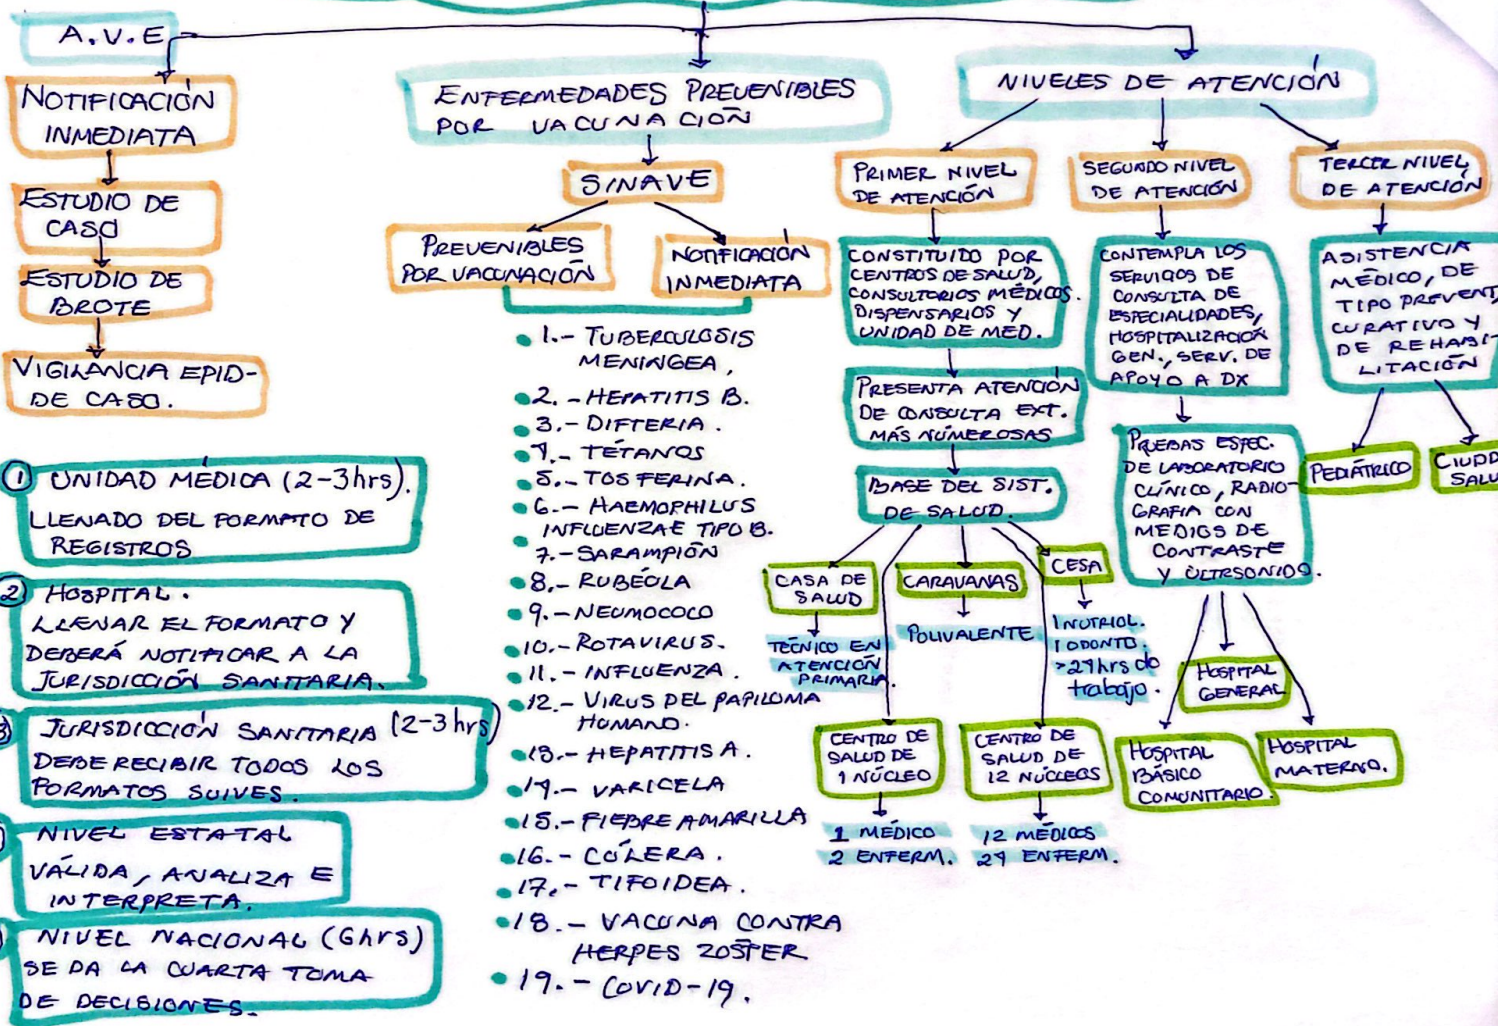 A.V.E
NOTIFICACIÓN
INMEDIATA
ESTUDIO DE
CASO
ESTUDIO DE
BROTE
VIGILANCIA EPID-
DE CASO.
1 UNIDAD MÉDICA (2-3hrs).
LLENADO DEL FORMATO DE
REGISTROS
2 HOSPITAL.
LLENAR EL FORMATO Y
DEBERÁ NOTIFICAR A LA
JURISDICCIÓN SANITARIA.
3 JURISDICCIÓN SANITARIA (2-3hrs)
DEBE RECIBIR TODOS LOS
FORMATOS SUIVES.
NIVEL ESTATAL
VÁLIDA, ANALIZA E
INTERPRETA.
NIVEL NACIONAL (6hrs)
SE DA LA CUARTA TOMA
DE DECISIONES.
ENFERMEDADES PREVENIBLES
POR VACUNACIÓN
SINAVE
PREVENIBLES
POR VACUNACIÓN
NOTIFICACIÓN
INMEDIATA
1.- TUBERCULOSIS
MENINGEA,
2.- HEPATITIS B.
3.- DIFTERIA.
4.- TÉTANOS
5.- TOSFERINA.
6.- HAEMOPHILUS
INFLUENZAE TIPO B.
7.- SARAMPIÓN
8.- RUBÉOLA
9.- NEUMOCOCO
10.- ROTAVIRUS.
11.- INFLUENZA.
12.- VIRUS DEL PAPILOMA
HUMANO.
13.- HEPATITIS A.
14.- VARICELA
15.- FIEBRE AMARILLA
16.- CÓLERA.
17.- TIFOIDEA.
18.- VACUNA CONTRA
HERPES ZOSTER
19.- COVID-19.
NIVELES DE ATENCIÓN
PRIMER NIVEL
DE ATENCIÓN
CONSTITUIDO POR
CENTROS DE SALUD,
CONSULTORIOS MÉDICOS.
DISPENSARIOS Y
UNIDAD DE MED.
PRESENTA ATENCIÓN
DE CONSULTA EXT.
MÁS NÚMEROSAS
BASE DEL SIST.
DE SALUD.
CASA DE
SALUD
TÉCNICO EN
ATENCIÓN
PRIMARIA.
CARAVANAS
POLIVALENTE
CESA
1 NUTRIOL.
1 ODONTO.
>24hrs do
trabajo.
CENTRO DE
SALUD DE
1 NÚCLEO
1 MÉDICO
2 ENFERM.
CENTRO DE
SALUD DE
12 NÚCLEOS
12 MÉDICOS
24 ENFERM.
SEGUNDO NIVEL
DE ATENCIÓN
CONTEMPLA LOS
SERVICIOS DE
CONSULTA DE
ESPECIALIDADES,
HOSPITALIZACIÓN
GEN., SERV. DE
APOYO A DX
PRUEBAS ESPEC.
DE LABORATORIO
CLÍNICO, RADIO-
GRAFIA CON
MEDIOS DE
CONTRASTE
Y ULTRSONIDO.
HOSPITAL
BÁSICO
COMUNITARIO.
HOSPITAL
GENERAL
HOSPITAL
MATERNO.
TERCER NIVEL
DE ATENCIÓN
ASISTENCIA
MÉDICO, DE
TIPO PREVENT,
CURATIVO Y
DE REHABI-
LITACIÓN
PEDIÁTRICO
CIUDD
SALU